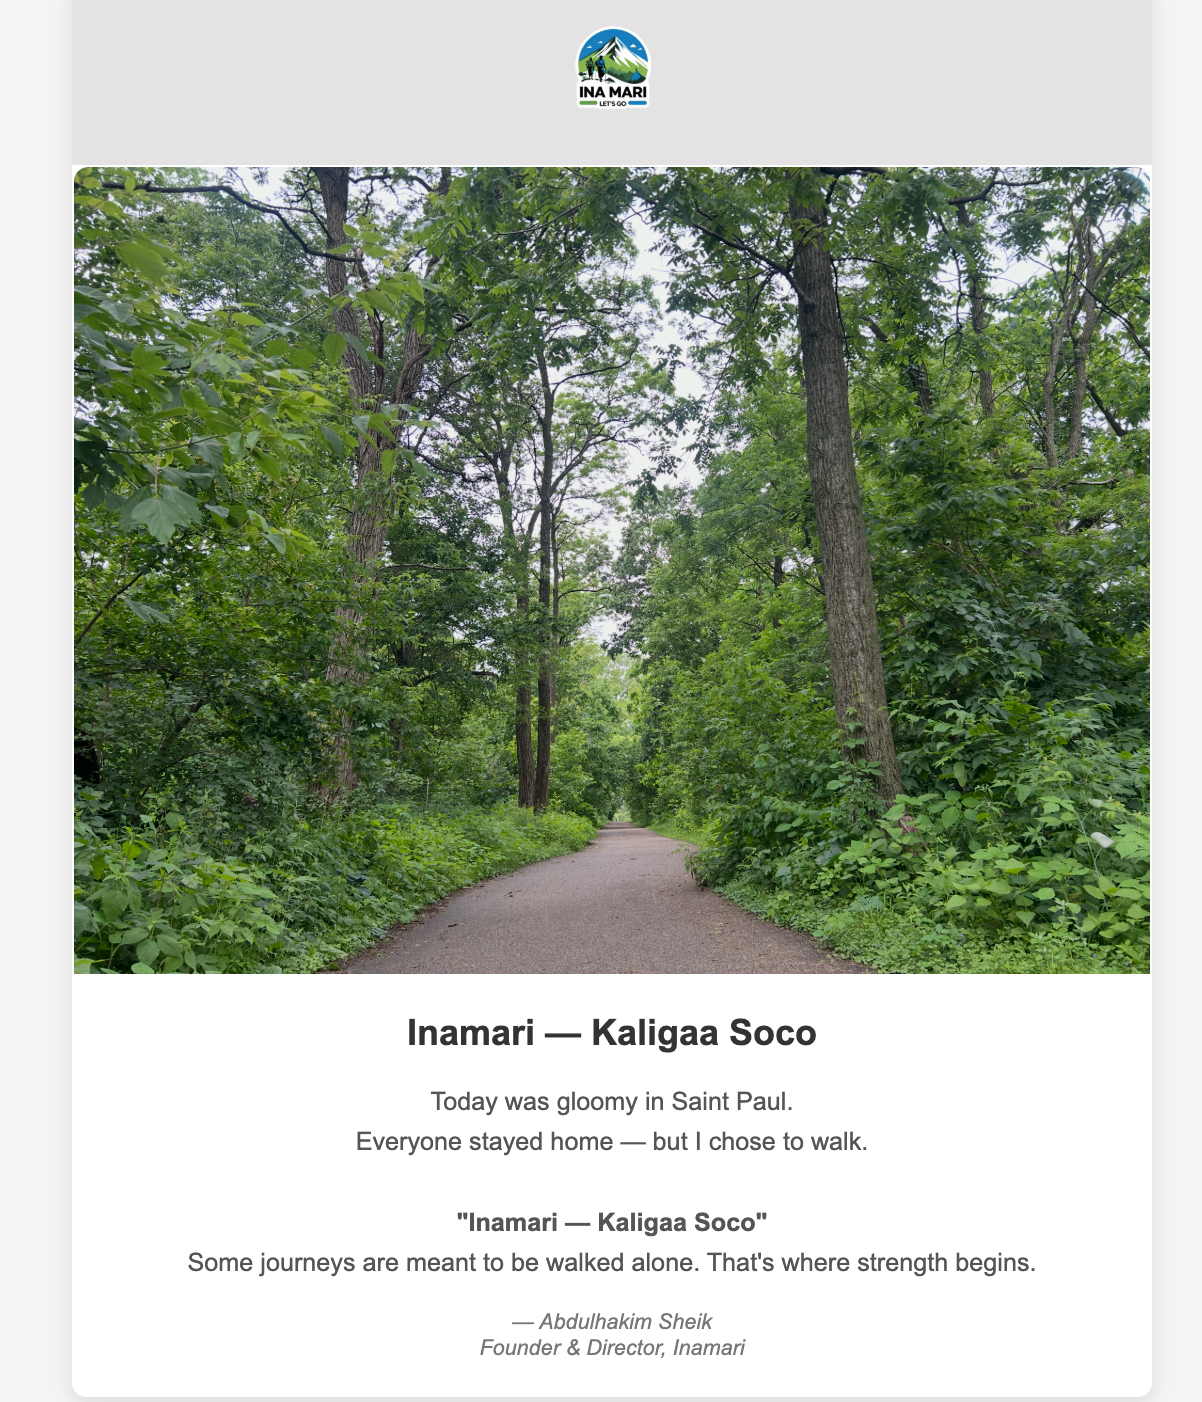 INA MARI
LET'S GO
Inamari — Kaligaa Soco
Today was gloomy in Saint Paul.
Everyone stayed home — but I chose to walk.
"Inamari — Kaligaa Soco"
Some journeys are meant to be walked alone. That's where strength begins.
— Abdulhakim Sheik
Founder & Director, Inamari